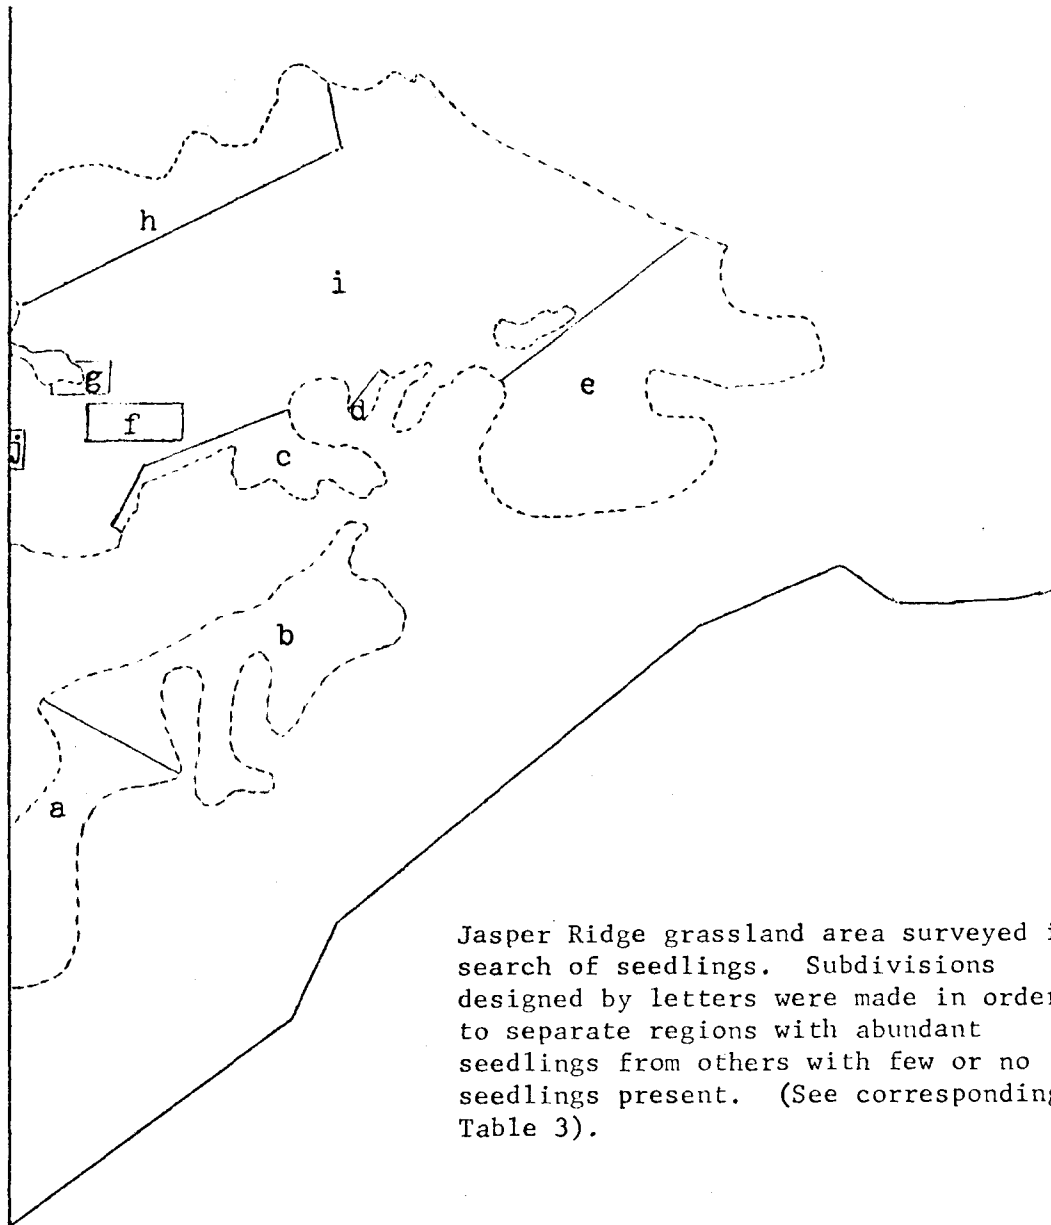 h
i
g
e
d
f
j
c
b
a
Jasper Ridge grassland area surveyed i
search of seedlings. Subdivisions
designed by letters were made in order
to separate regions with abundant
seedlings from others with few or no
seedlings present. (See corresponding
Table 3).